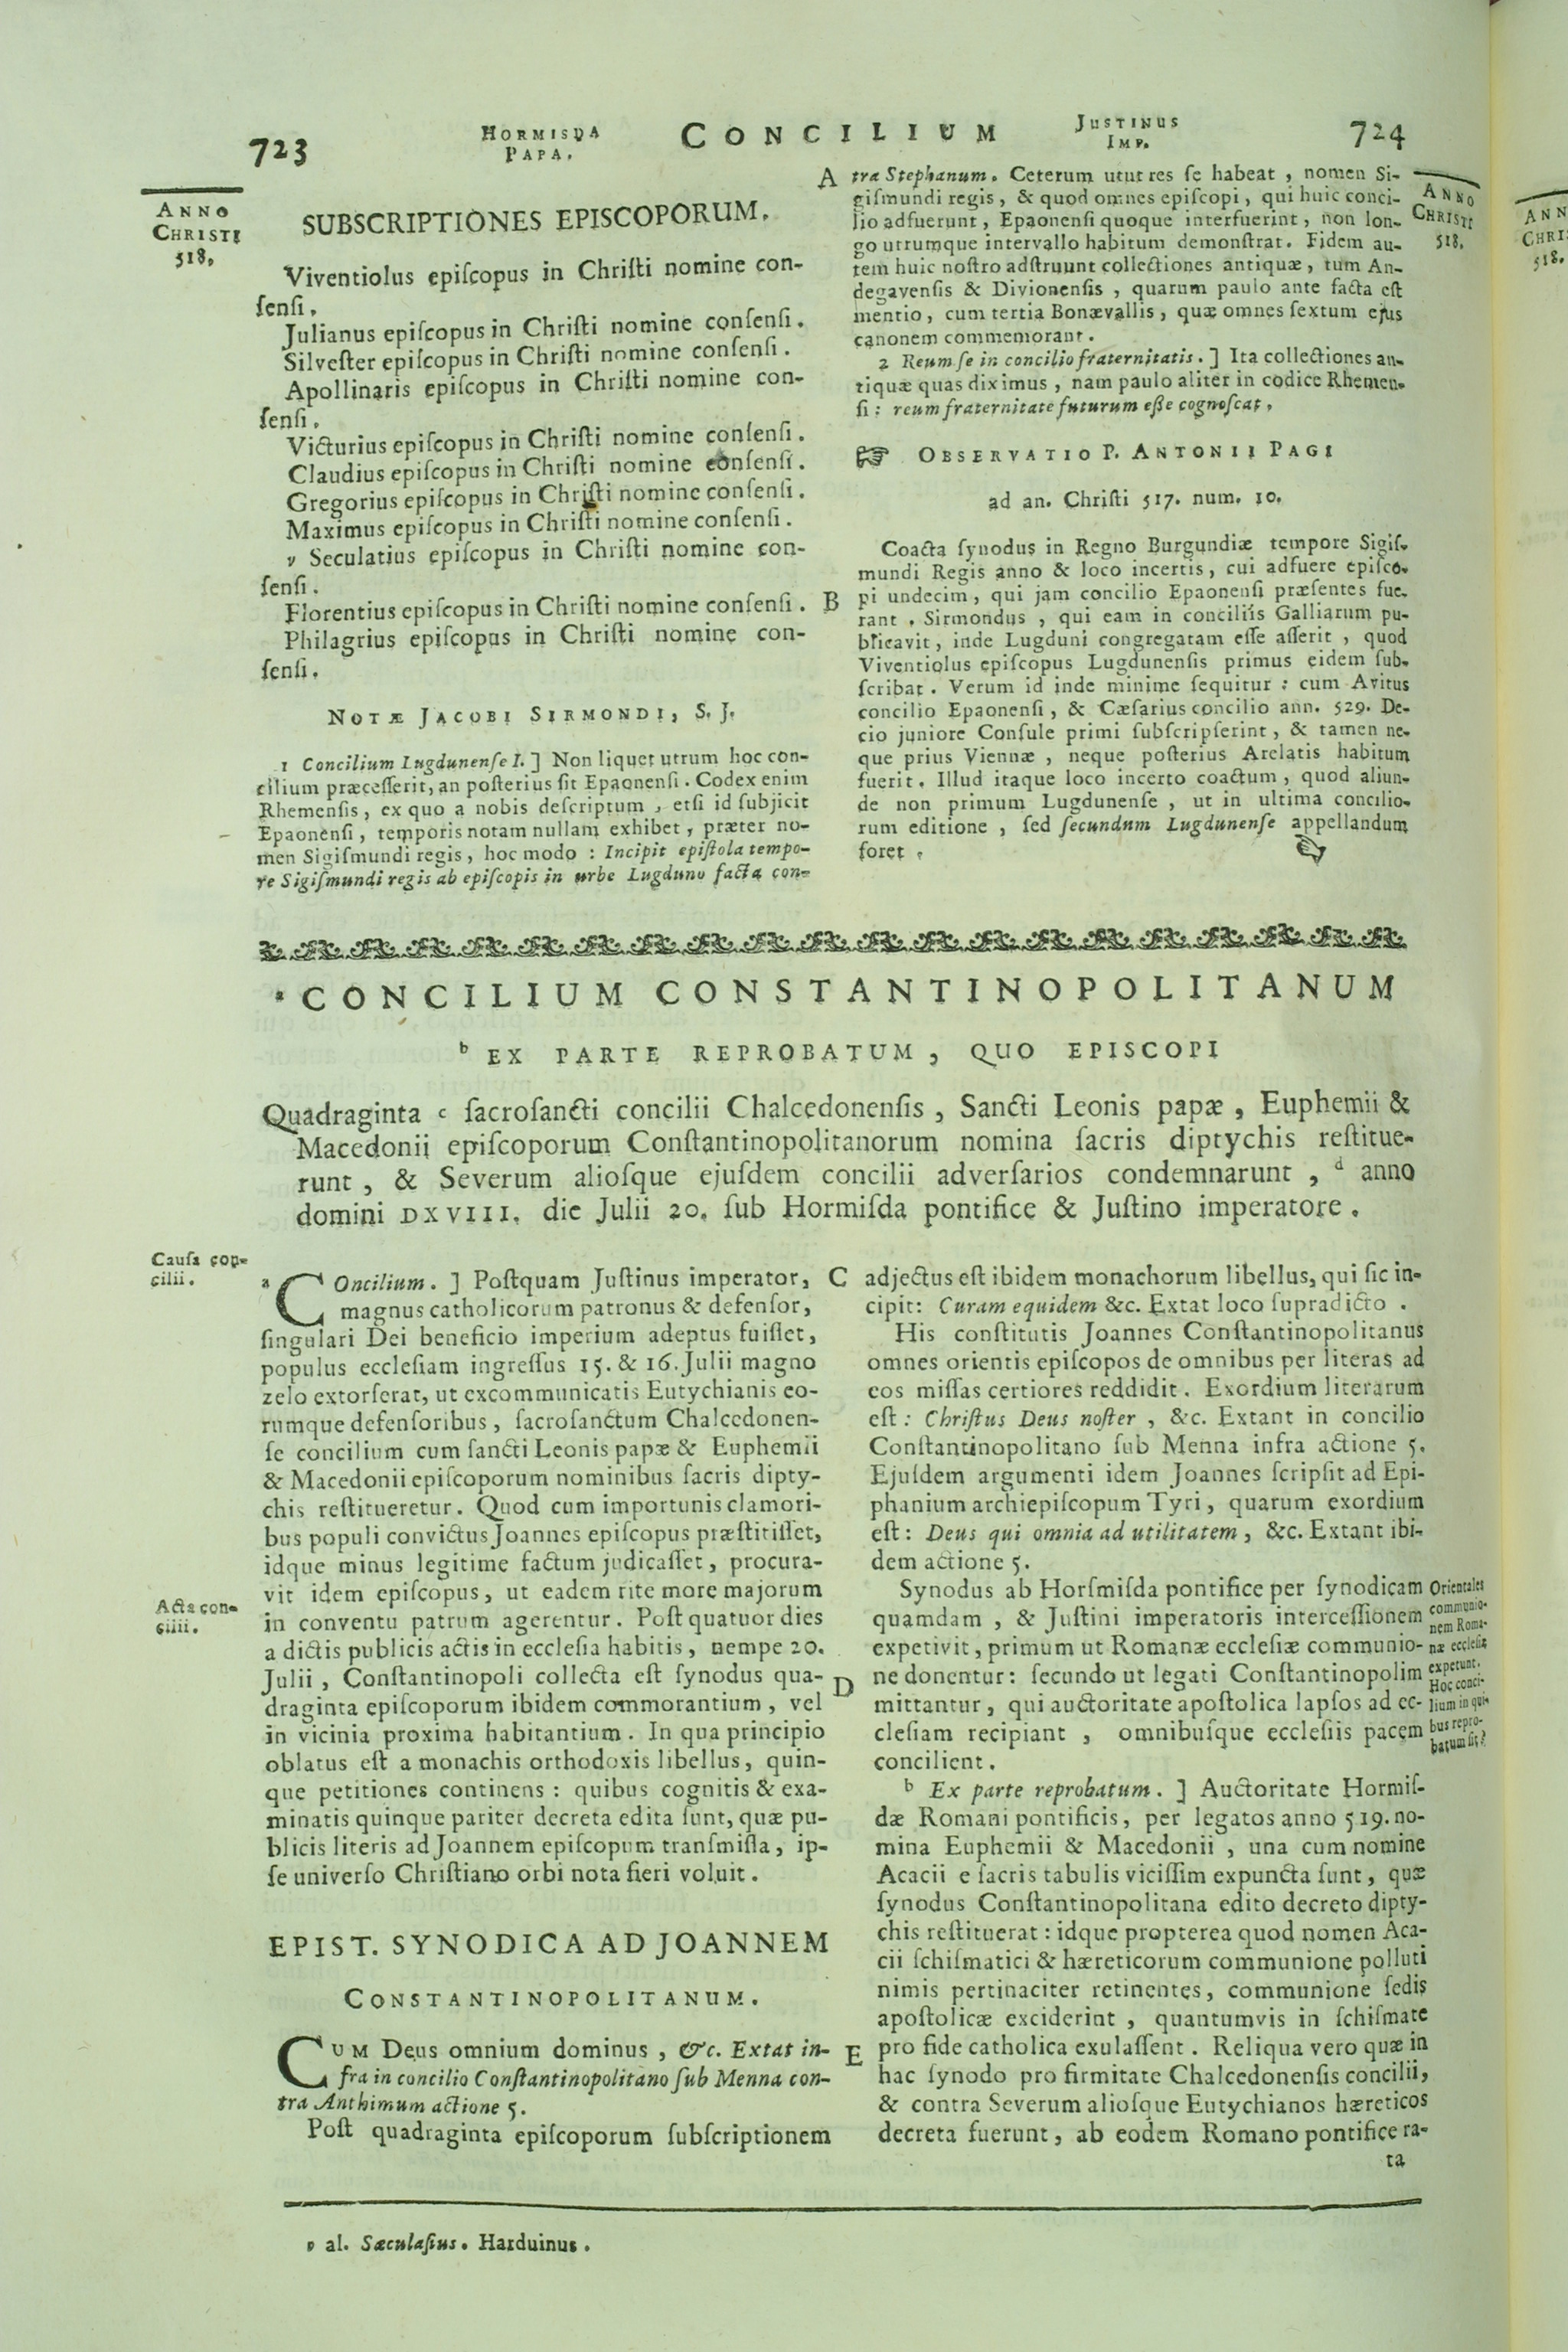 723
HORMISDA
PAPA.
CONCILIUM
JUSTINUS
IMP.
724
ANNO
CHRISTI
518.
SUBSCRIPTIONES EPISCOPORUM.
Viventiolus epiſcopus in Chriſti nomine con-
ſenſi.
Julianus epiſcopus in Chriſti nomine conſenſi.
Silveſter epiſcopus in Chriſti nomine conſenſi.
Apollinaris epiſcopus in Chriſti nomine con-
ſenſi.
Victurius epiſcopus in Chriſti nomine conſenſi.
Claudius epiſcopus in Chriſti nomine conſenſi.
Gregorius epiſcopus in Chriſti nomine conſenſi.
Maximus epiſcopus in Chriſti nomine conſenſi.
ν Seculatius epiſcopus in Chriſti nomine con-
ſenſi.
Florentius epiſcopus in Chriſti nomine conſenſi.
Philagrius epiſcopus in Chriſti nomine con-
ſenſi.
NOTÆ JACOBI SIRMONDI, S. J.
1 Concilium Lugdunenſe I. ] Non liquet utrum hoc con-
cilium præceſſerit, an poſterius ſit Epaonenſi. Codex enim
Rhemenſis, ex quo a nobis deſcriptum, etſi id ſubjicit
Epaonenſi, temporis notam nullam exhibet, præter no-
men Sigiſmundi regis, hoc modo : Incipit epiſtola tempo-
re Sigiſmundi regis ab epiſcopis in urbe Lugduno facta con-
A
tra Stephanum. Ceterum utut res ſe habeat, nomen Si-
giſmundi regis, & quod omnes epiſcopi, qui huic conci-
lio adfuerunt, Epaonenſi quoque interfuerint, non lon-
go utrumque intervallo habitum demonſtrat. Fidem au-
tem huic noſtro adſtruunt collectiones antiquæ, tum An-
degavenſis & Divionenſis, quarum paulo ante facta eſt
mentio, cum tertia Bonævallis, quæ omnes ſextum ejus
canonem commemorant.
2 Reum ſe in concilio fraternitatis. ] Ita collectiones an-
tiquæ quas diximus, nam paulo aliter in codice Rhemen-
ſi : reum fraternitate futurum eſſe cognoſcat.
ANNO
CHRISTI
518.
☞ OBSERVATIO P. ANTONII PAGI
ad an. Chriſti 517. num. 10.
Coacta ſynodus in Regno Burgundiæ tempore Sigiſ-
mundi Regis anno & loco incertis, cui adfuere epiſco-
B
pi undecim, qui jam concilio Epaonenſi præſentes fue-
rant. Sirmondus, qui eam in conciliis Galliarum pu-
blicavit, inde Lugduni congregatam eſſe aſſerit, quod
Viventiolus epiſcopus Lugdunenſis primus eidem ſub-
ſcribat. Verum id inde minime ſequitur : cum Avitus
concilio Epaonenſi, & Cæſarius concilio ann. 529. De-
cio juniore Conſule primi ſubſcripſerint, & tamen ne-
que prius Viennæ, neque poſterius Arelatis habitum
fuerit. Illud itaque loco incerto coactum, quod aliun-
de non primum Lugdunenſe, ut in ultima concilio-
rum editione, ſed ſecundum Lugdunenſe appellandum
foret.
ANN
CHRI
518.
a CONCILIUM CONSTANTINOPOLITANUM
b EX PARTE REPROBATUM, QUO EPISCOPI
Quadraginta c ſacroſancti concilii Chalcedonenſis, Sancti Leonis papæ, Euphemii &
Macedonii epiſcoporum Conſtantinopolitanorum nomina ſacris diptychis reſtitue-
runt, & Severum alioſque ejuſdem concilii adverſarios condemnarunt, d anno
domini DXVIII. die Julii 20. ſub Hormiſda pontifice & Juſtino imperatore.
Cauſa con-
cilii.
a COncilium. ] Poſtquam Juſtinus imperator,
magnus catholicorum patronus & defenſor,
ſingulari Dei beneficio imperium adeptus fuiſſet,
populus eccleſiam ingreſſus 15. & 16. Julii magno
zelo extorſerat, ut excommunicatis Eutychianis eo-
rumque defenſoribus, ſacroſanctum Chalcedonen-
ſe concilium cum ſancti Leonis papæ & Euphemii
& Macedonii epiſcoporum nominibus ſacris dipty-
chis reſtitueretur. Quod cum importunis clamori-
bus populi convictus Joannes epiſcopus præſtitiſſet,
idque minus legitime factum judicaſſet, procura-
vit idem epiſcopus, ut eadem rite more majorum
Acta con-
cilii.
in conventu patrum agerentur. Poſt quatuor dies
a dictis publicis actis in eccleſia habitis, nempe 20.
Julii, Conſtantinopoli collecta eſt ſynodus qua-
draginta epiſcoporum ibidem commorantium, vel
in vicinia proxima habitantium. In qua principio
oblatus eſt a monachis orthodoxis libellus, quin-
que petitiones continens : quibus cognitis & exa-
minatis quinque pariter decreta edita ſunt, quæ pu-
blicis literis ad Joannem epiſcopum tranſmiſſa, ip-
ſe univerſo Chriſtiano orbi nota fieri voluit.
EPIST. SYNODICA AD JOANNEM
CONSTANTINOPOLITANUM.
CUM Deus omnium dominus, &c. Extat in-
fra in concilio Conſtantinopolitano ſub Menna con-
tra Anthimum actione 5.
Poſt quadraginta epiſcoporum ſubſcriptionem
C
adjectus eſt ibidem monachorum libellus, qui ſic in-
cipit: Curam equidem &c. Extat loco ſupradicto.
His conſtitutis Joannes Conſtantinopolitanus
omnes orientis epiſcopos de omnibus per literas ad
eos miſſas certiores reddidit. Exordium literarum
eſt : Chriſtus Deus noſter, &c. Extant in concilio
Conſtantinopolitano ſub Menna infra actione 5.
Ejuſdem argumenti idem Joannes ſcripſit ad Epi-
phanium archiepiſcopum Tyri, quarum exordium
eſt : Deus qui omnia ad utilitatem, &c. Extant ibi-
dem actione 5.
Synodus ab Horſmiſda pontifice per ſynodicam
quamdam, & Juſtini imperatoris interceſſionem
expetivit, primum ut Romanæ eccleſiæ communio-
D
ne donentur: ſecundo ut legati Conſtantinopolim
mittantur, qui auctoritate apoſtolica lapſos ad ec-
cleſiam recipiant, omnibuſque eccleſiis pacem
concilient.
Orientales
communio-
nem Roma-
næ eccleſiæ
expetunt.
Hoc conci-
lium in qui-
bus repro-
batum ſit?
b Ex parte reprobatum. ] Auctoritate Hormiſ-
dæ Romani pontificis, per legatos anno 519. no-
mina Euphemii & Macedonii, una cum nomine
Acacii e ſacris tabulis viciſſim expuncta ſunt, quæ
ſynodus Conſtantinopolitana edito decreto dipty-
chis reſtituerat : idque propterea quod nomen Aca-
cii ſchiſmatici & hæreticorum communione polluti
nimis pertinaciter retinentes, communione ſedis
apoſtolicæ exciderint, quantumvis in ſchiſmate
E
pro fide catholica exulaſſent. Reliqua vero quæ in
hac ſynodo pro firmitate Chalcedonenſis concilii,
& contra Severum alioſque Eutychianos hæreticos
decreta fuerunt, ab eodem Romano pontifice ra-
ta
ν al. Sæculaſius. Harduinus.